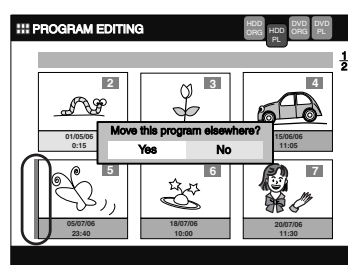 PROGRAM EDITING
HDD ORG
HDD PL
DVD ORG
DVD PL
1
2
2
3
4
01/05/06
0:15
15/06/06
11:05
Move this program elsewhere?
Yes No
5
6
7
05/07/06
23:40
18/07/06
10:00
20/07/06
11:30